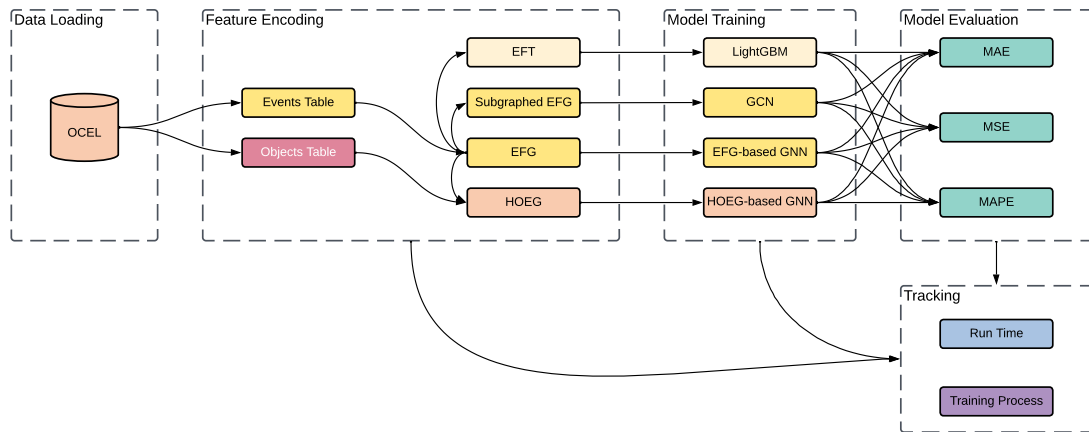 Data Loading
OCEL
Feature Encoding
Events Table
Objects Table
EFT
Subgraphed EFG
EFG
HOEG
Model Training
LightGBM
GCN
EFG-based GNN
HOEG-based GNN
Model Evaluation
MAE
MSE
MAPE
Tracking
Run Time
Training Process